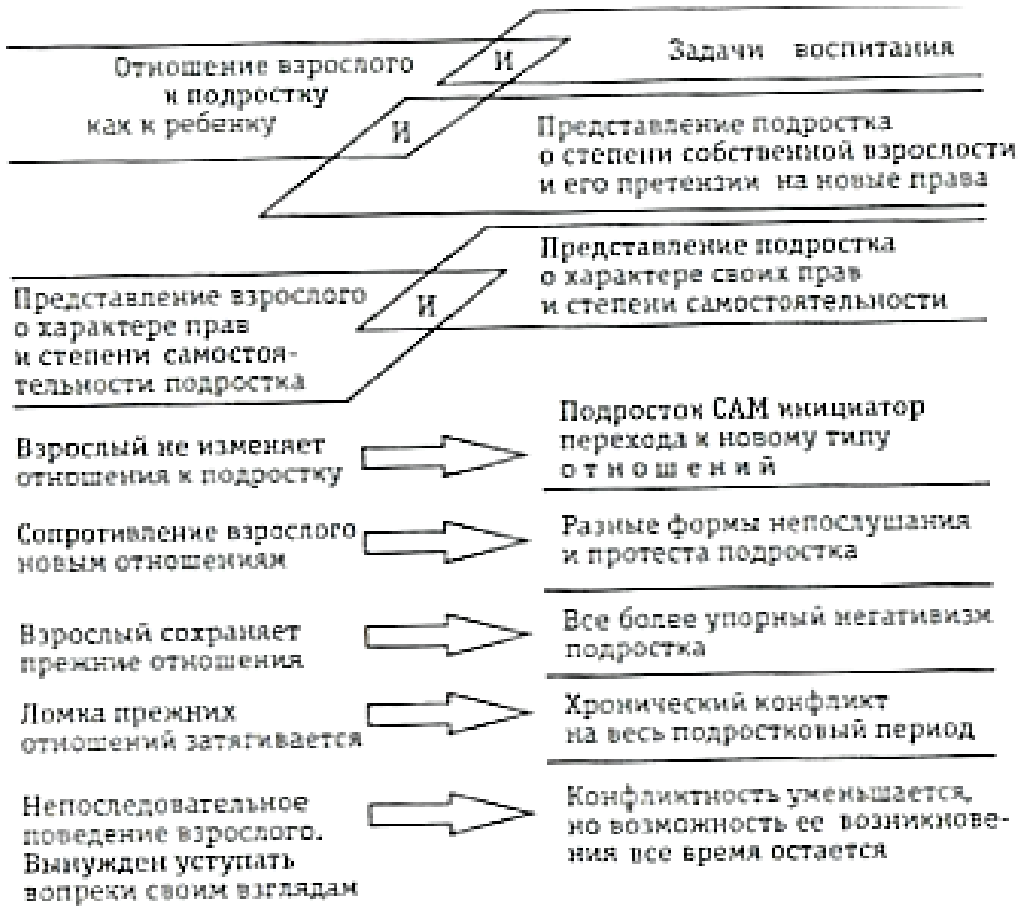 Отношение взрослого
к подростку
как к ребенку
И
Задачи воспитания
И
Представление подростка
о степени собственной взрослости
и его претензии на новые права
Представление взрослого
о характере прав
и степени самостоя-
тельности подростка
И
Представление подростка
о характере своих прав
и степени самостоятельности
Взрослый не изменяет
отношения к подростку
Подросток САМ инициатор
перехода к новому типу
отношений
Сопротивление взрослого
новым отношениям
Разные формы непослушания
и протеста подростка
Взрослый сохраняет
прежние отношения
Все более упорный негативизм
подростка
Ломка прежних
отношений затягивается
Хронический конфликт
на весь подростковый период
Непоследовательное
поведение взрослого.
Вынужден уступать
вопреки своим взглядам
Конфликтность уменьшается,
но возможность ее возникнове-
ния все время остается